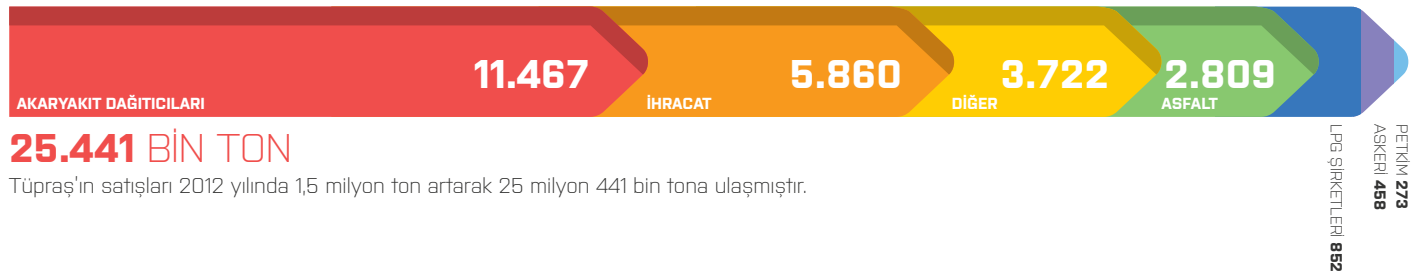 11.467
AKARYAKIT DAĞITICILARI
5.860
İHRACAT
3.722
DİĞER
2.809
ASFALT
LPG ŞİRKETLERİ 852
ASKERİ 458
PETKİM 273
25.441 BİN TON
Tüpraş'ın satışları 2012 yılında 1,5 milyon ton artarak 25 milyon 441 bin tona ulaşmıştır.